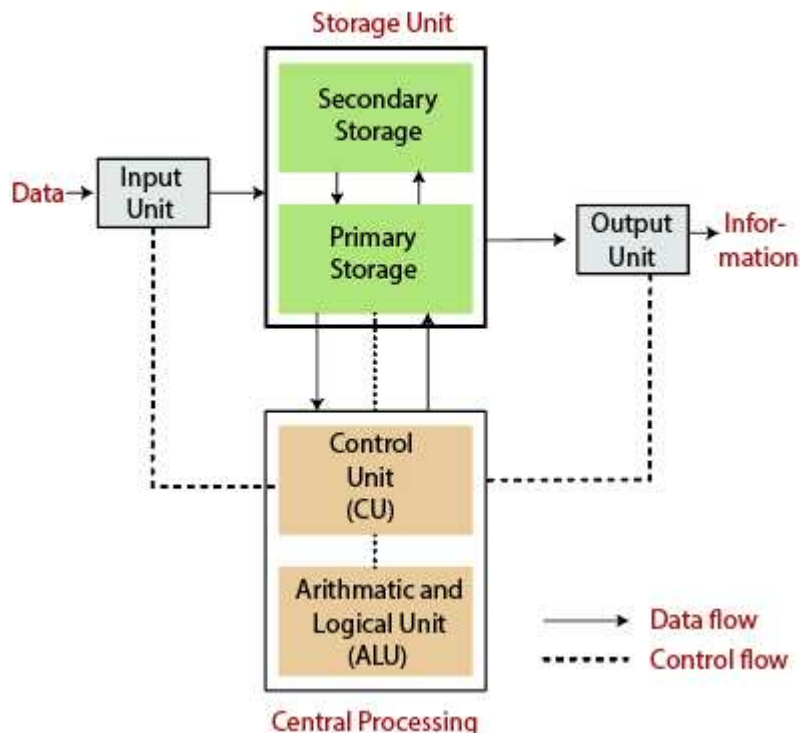 Storage Unit
Secondary
Storage
Data
Input
Unit
Primary
Storage
Output
Unit
Infor-
mation
Control
Unit
(CU)
Arithmatic and
Logical Unit
(ALU)
Data flow
Control flow
Central Processing